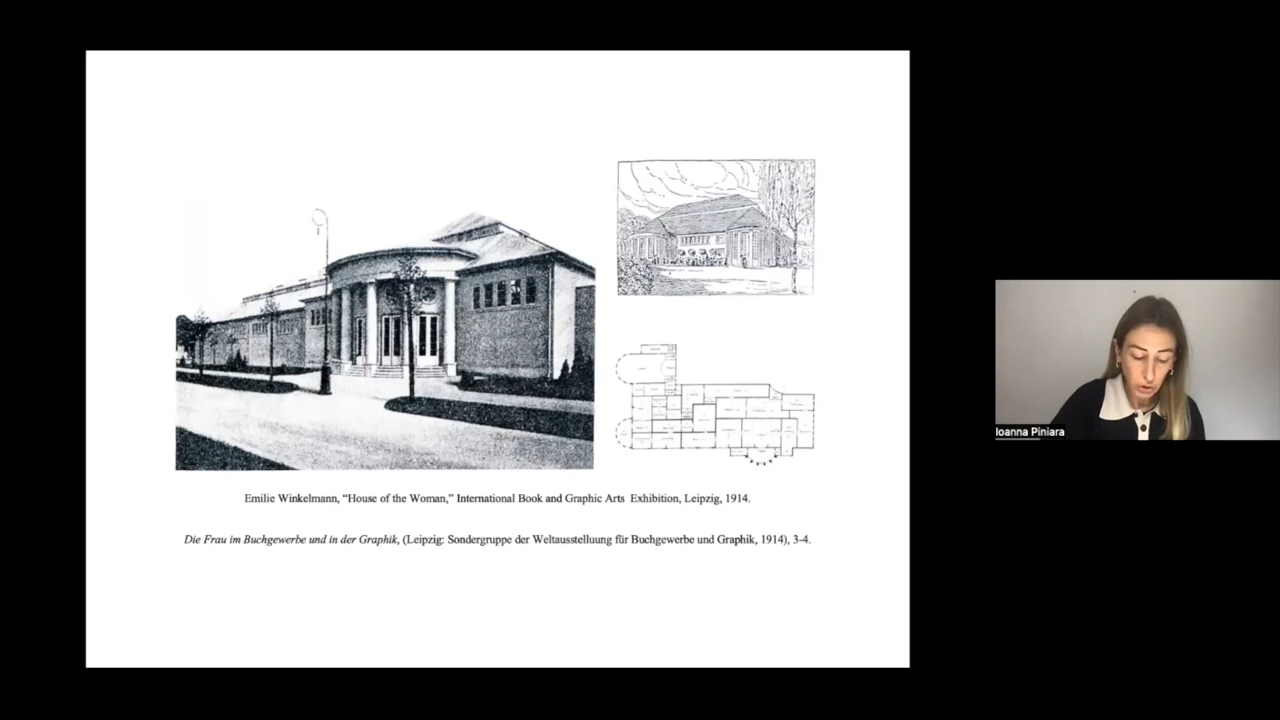 Emilie Winkelmann, “House of the Woman,” International Book and Graphic Arts Exhibition, Leipzig, 1914.
Die Frau im Buchgewerbe und in der Graphik, (Leipzig: Sondergruppe der Weltausstelluung für Buchgewerbe und Graphik, 1914), 3-4.
Ioanna Piniara